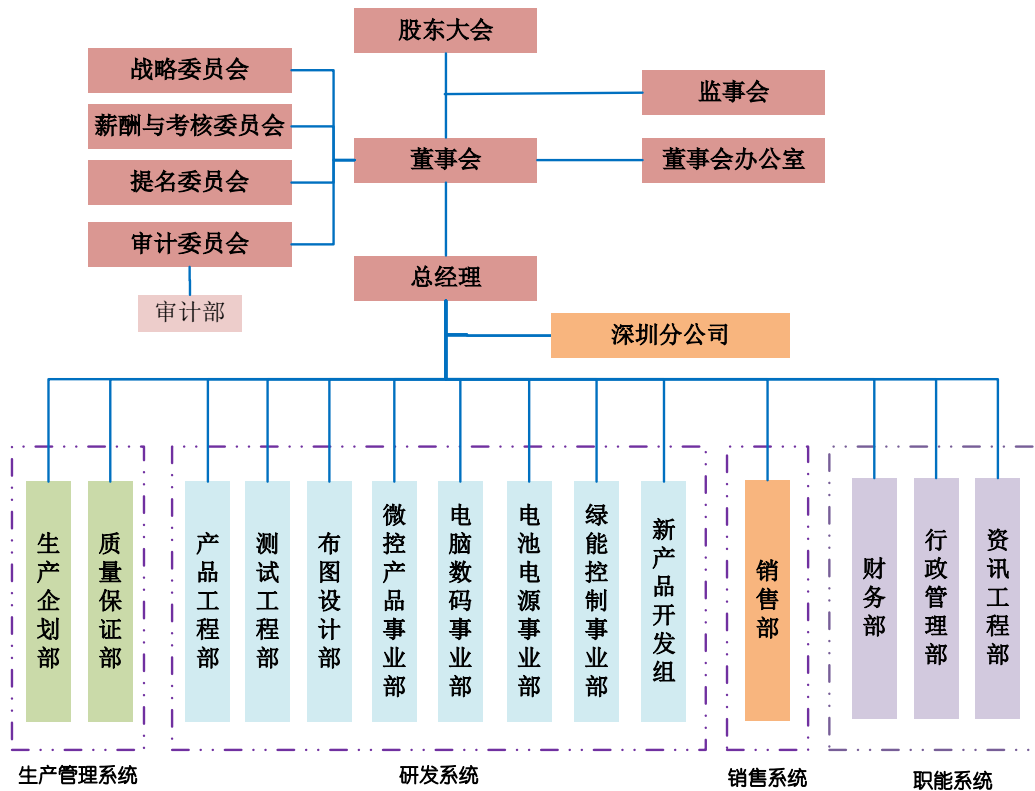 股东大会
战略委员会
监事会
薪酬与考核委员会
董事会
董事会办公室
提名委员会
审计委员会
总经理
审计部
深圳分公司
生产企划部
质量保证部
产品工程部
测试工程部
布图设计部
微控产品事业部
电脑数码事业部
电池电源事业部
绿能控制事业部
新产品开发组
销售部
财务部
行政管理部
资讯工程部
生产管理系统
研发系统
销售系统
职能系统